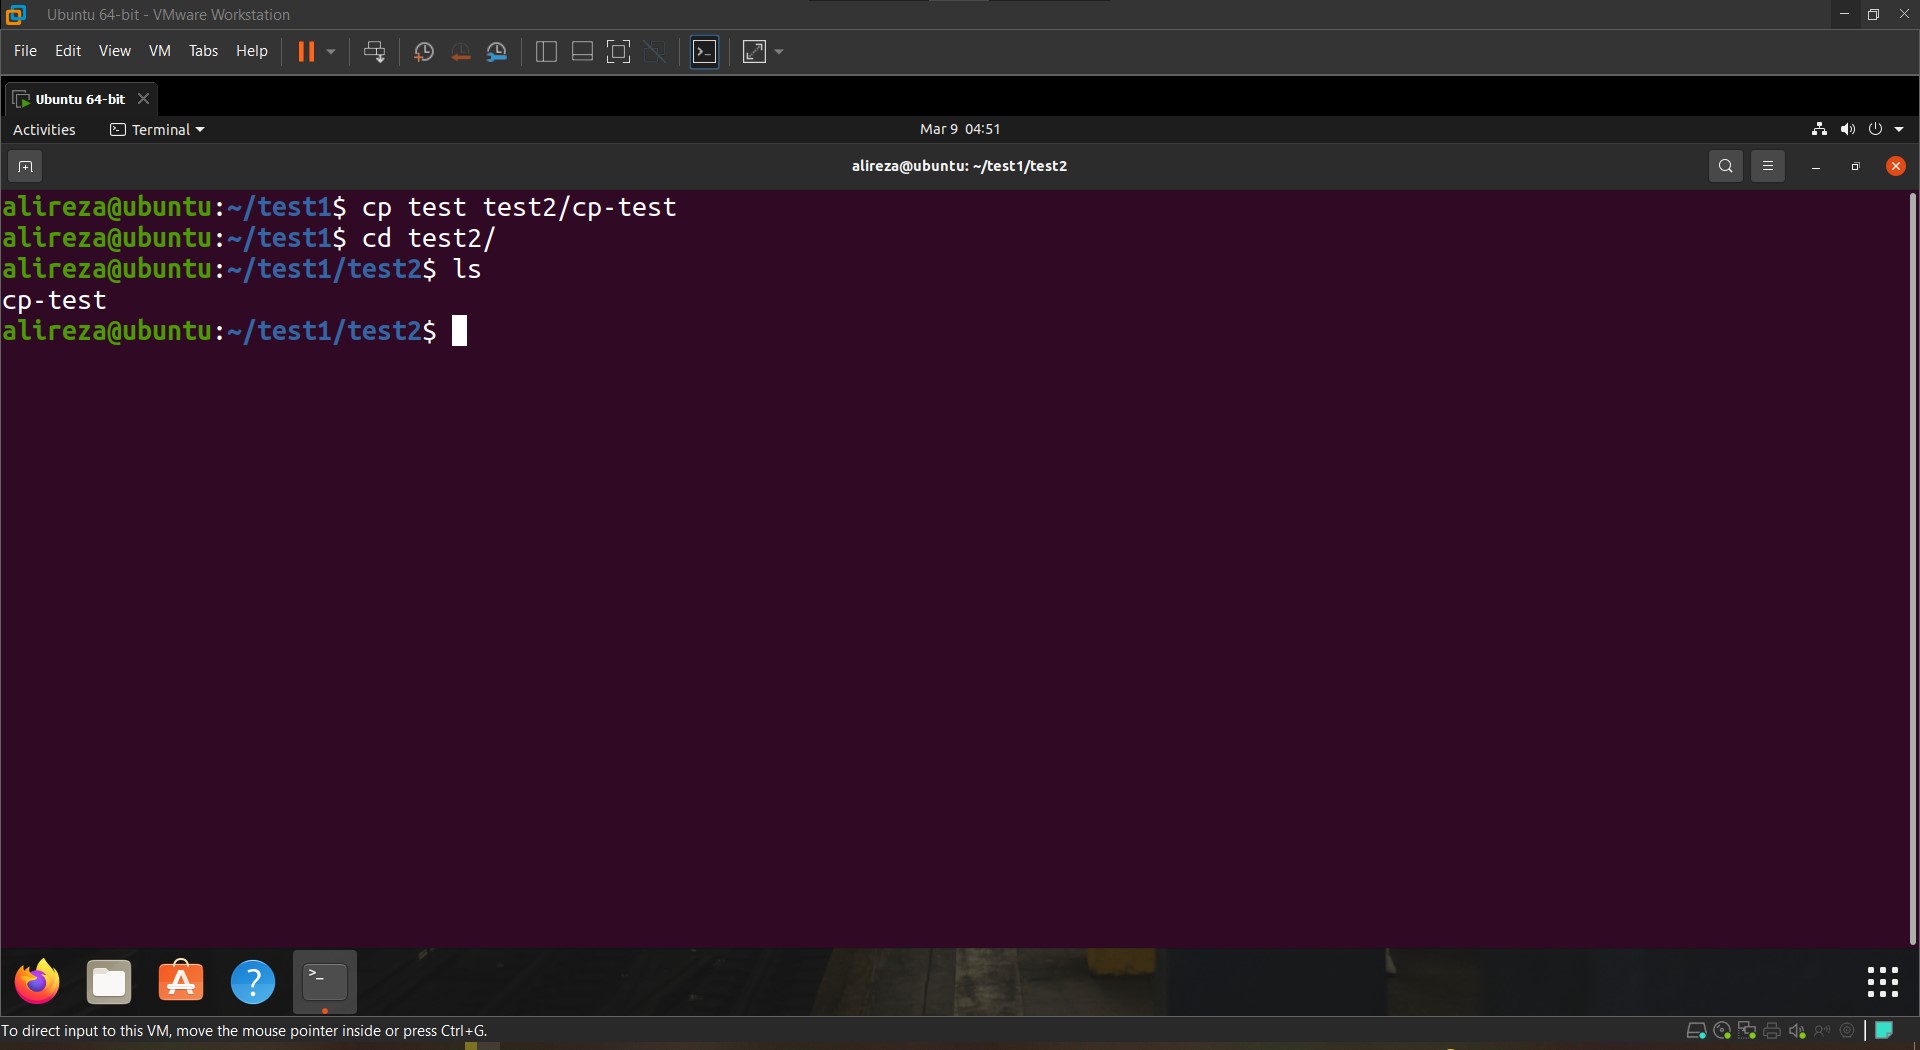 Ubuntu 64-bit - VMware Workstation
File Edit View VM Tabs Help
Ubuntu 64-bit
Activities Terminal Mar 9 04:51
alireza@ubuntu: ~/test1/test2
alireza@ubuntu:~/test1$ cp test test2/cp-test
alireza@ubuntu:~/test1$ cd test2/
alireza@ubuntu:~/test1/test2$ ls
cp-test
alireza@ubuntu:~/test1/test2$
To direct input to this VM, move the mouse pointer inside or press Ctrl+G.